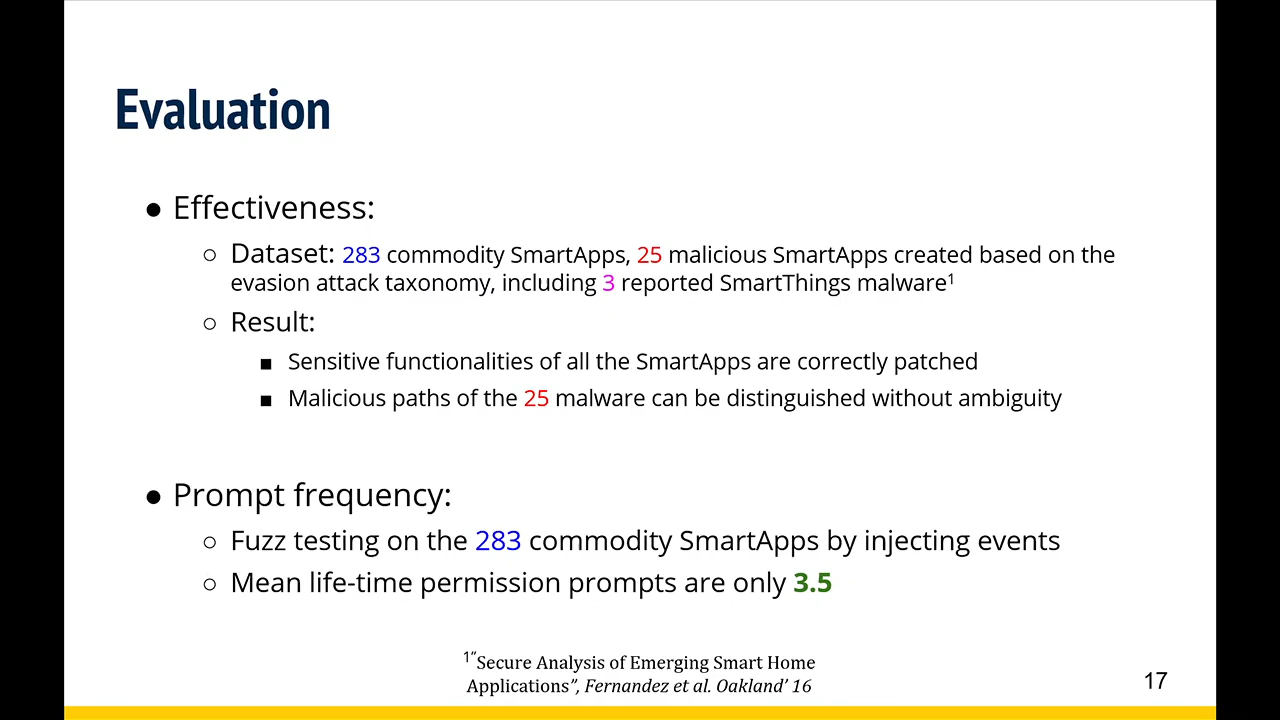 Evaluation
● Effectiveness:
○ Dataset: 283 commodity SmartApps, 25 malicious SmartApps created based on the
evasion attack taxonomy, including 3 reported SmartThings malware¹
○ Result:
■ Sensitive functionalities of all the SmartApps are correctly patched
■ Malicious paths of the 25 malware can be distinguished without ambiguity
● Prompt frequency:
○ Fuzz testing on the 283 commodity SmartApps by injecting events
○ Mean life-time permission prompts are only 3.5
¹"Secure Analysis of Emerging Smart Home
Applications”, Fernandez et al. Oakland’ 16
17